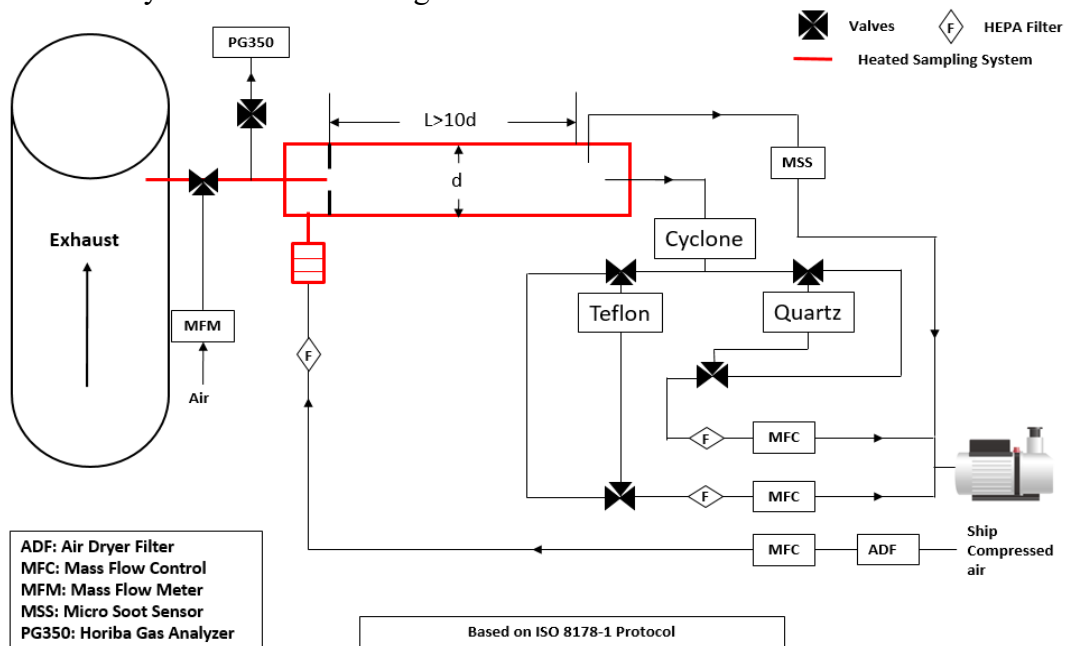 PG350
Valves
F
HEPA Filter
Heated Sampling System
L>10d
d
MSS
Exhaust
Cyclone
Teflon
Quartz
MFM
Air
F
F
MFC
F
MFC
MFC
ADF
Ship
Compressed
air
ADF: Air Dryer Filter
MFC: Mass Flow Control
MFM: Mass Flow Meter
MSS: Micro Soot Sensor
PG350: Horiba Gas Analyzer
Based on ISO 8178-1 Protocol